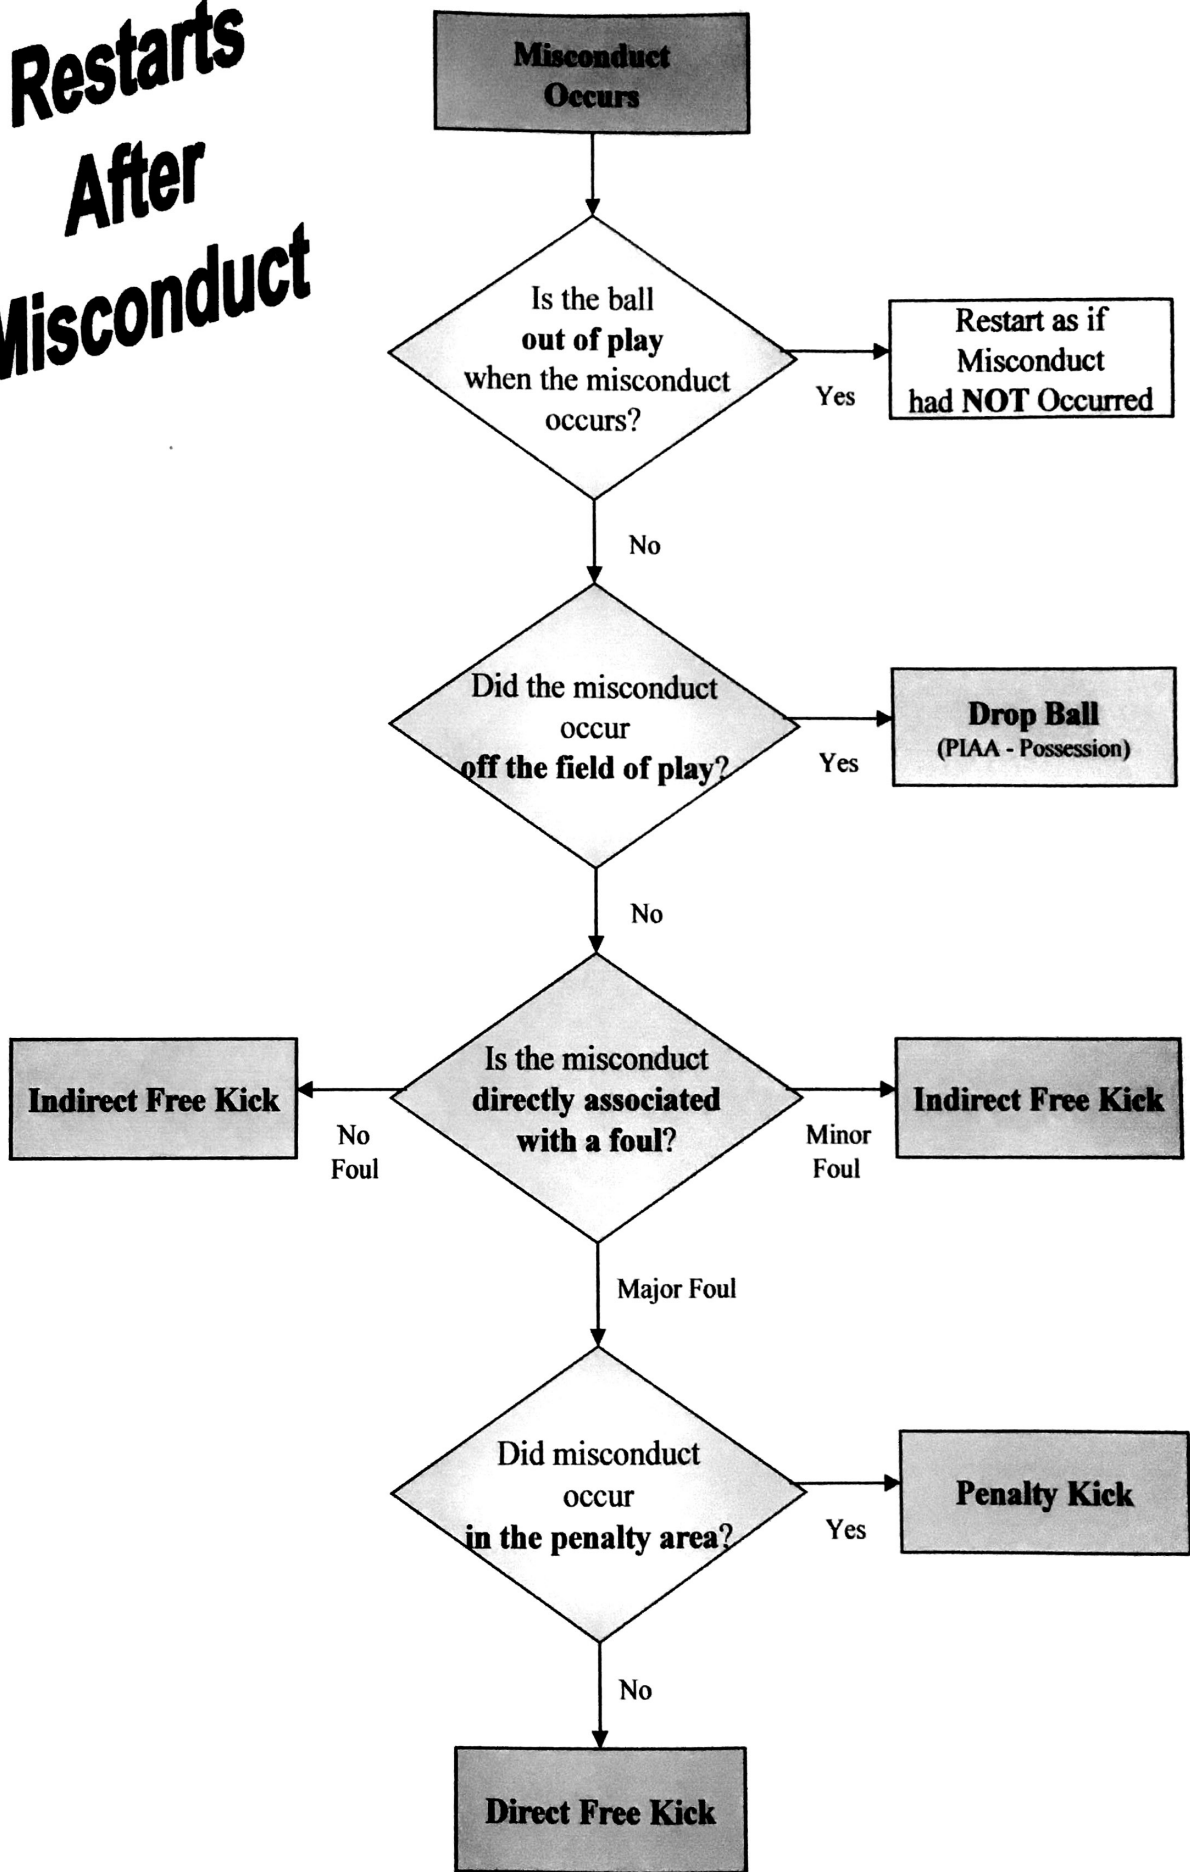 Restarts
After
Misconduct
Misconduct
Occurs
Is the ball
out of play
when the misconduct
occurs?
Yes
Restart as if
Misconduct
had NOT Occurred
No
Did the misconduct
occur
off the field of play?
Yes
Drop Ball
(PIAA - Possession)
No
Is the misconduct
directly associated
with a foul?
Indirect Free Kick
No
Foul
Minor
Foul
Indirect Free Kick
Major Foul
Did misconduct
occur
in the penalty area?
Yes
Penalty Kick
No
Direct Free Kick